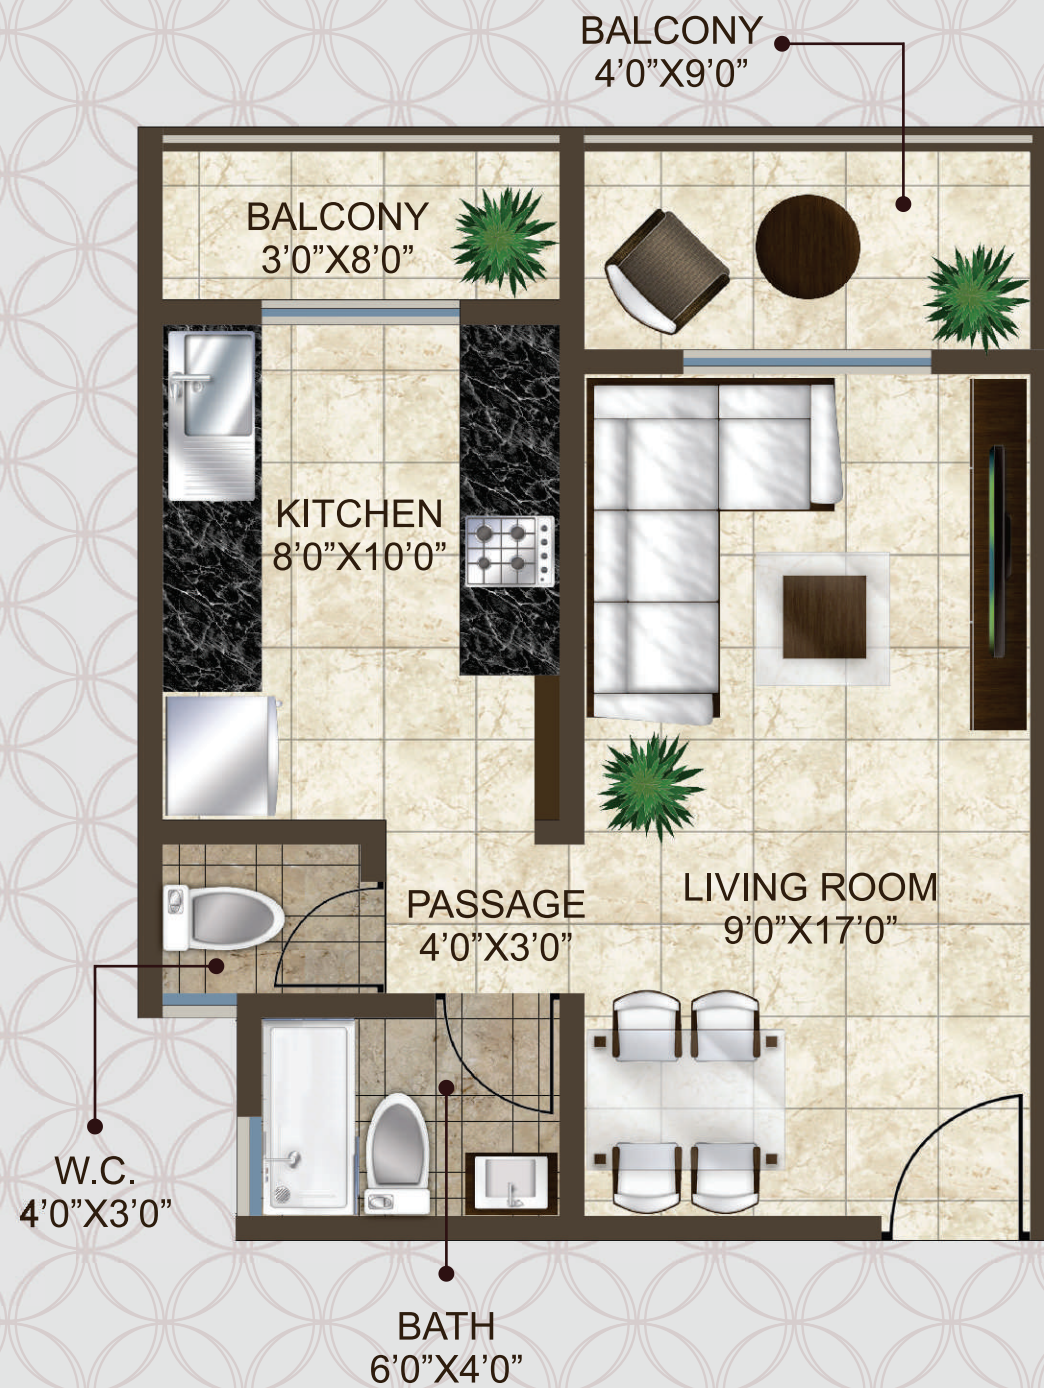 BALCONY
4’0”X9’0”
BALCONY
3’0”X8’0”
KITCHEN
8’0”X10’0”
PASSAGE
4’0”X3’0”
LIVING ROOM
9’0”X17’0”
W.C.
4’0”X3’0”
BATH
6’0”X4’0”